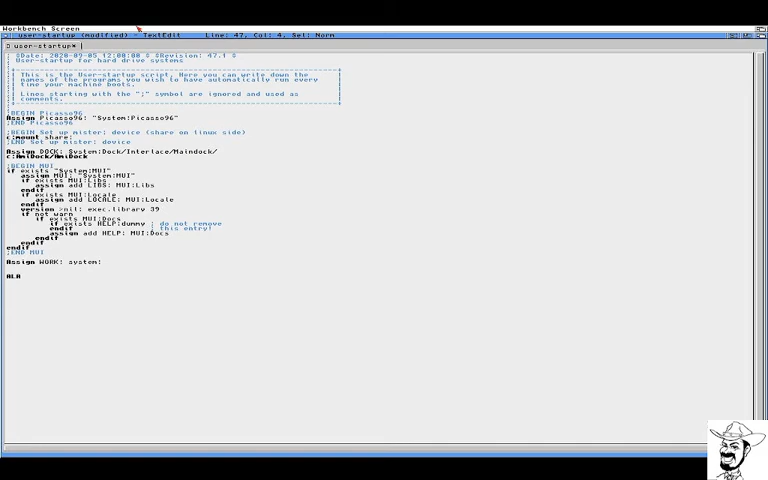 Workbench Screen
user-startup (modified) - TextEdit Line: 47, Col: 4, Sel: Norm
user-startup*
; $Date: 2020-09-05 12:00:00 $ $Revision: 47.1 $
; User-startup for hard drive systems
; This is the User-startup script. Here you can write down the
; names of the programs you wish to have automatically run every
; time your machine boots.
; Lines starting with the ";" symbol are ignored and used as
; comments.
;BEGIN Picasso96
Assign Picasso96: "System:Picasso96"
;END Picasso96
;BEGIN Set up mister: device (share on linux side)
c:mount share:
;END Set up mister: device
Assign DOCK: System:Dock/Interlace/Maindock/
c:AmiDock/AmiDock
;BEGIN MUI
if exists "System:MUI"
assign MUI: "System:MUI"
if exists MUI:Libs
assign add LIBS: MUI:Libs
endif
if exists MUI:Locale
assign add LOCALE: MUI:Locale
endif
version >nil: exec.library 39
if not warn
if exists MUI:Docs
if exists HELP:dummy ; do not remove
endif ; this entry!
assign add HELP: MUI:Docs
endif
endif
endif
;END MUI
Assign WORK: system:
ALA